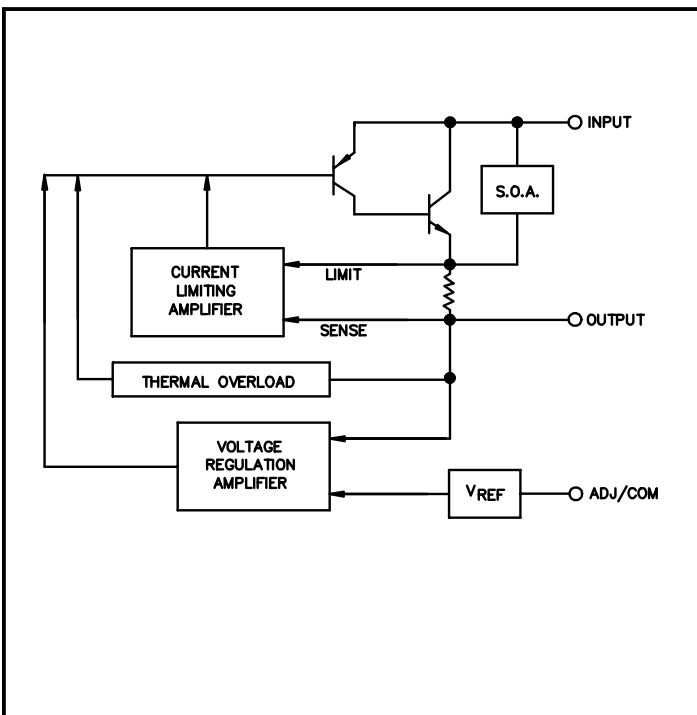 INPUT
S.O.A.
CURRENT
LIMITING
AMPLIFIER
LIMIT
SENSE
OUTPUT
THERMAL OVERLOAD
VOLTAGE
REGULATION
AMPLIFIER
VREF
ADJ/COM